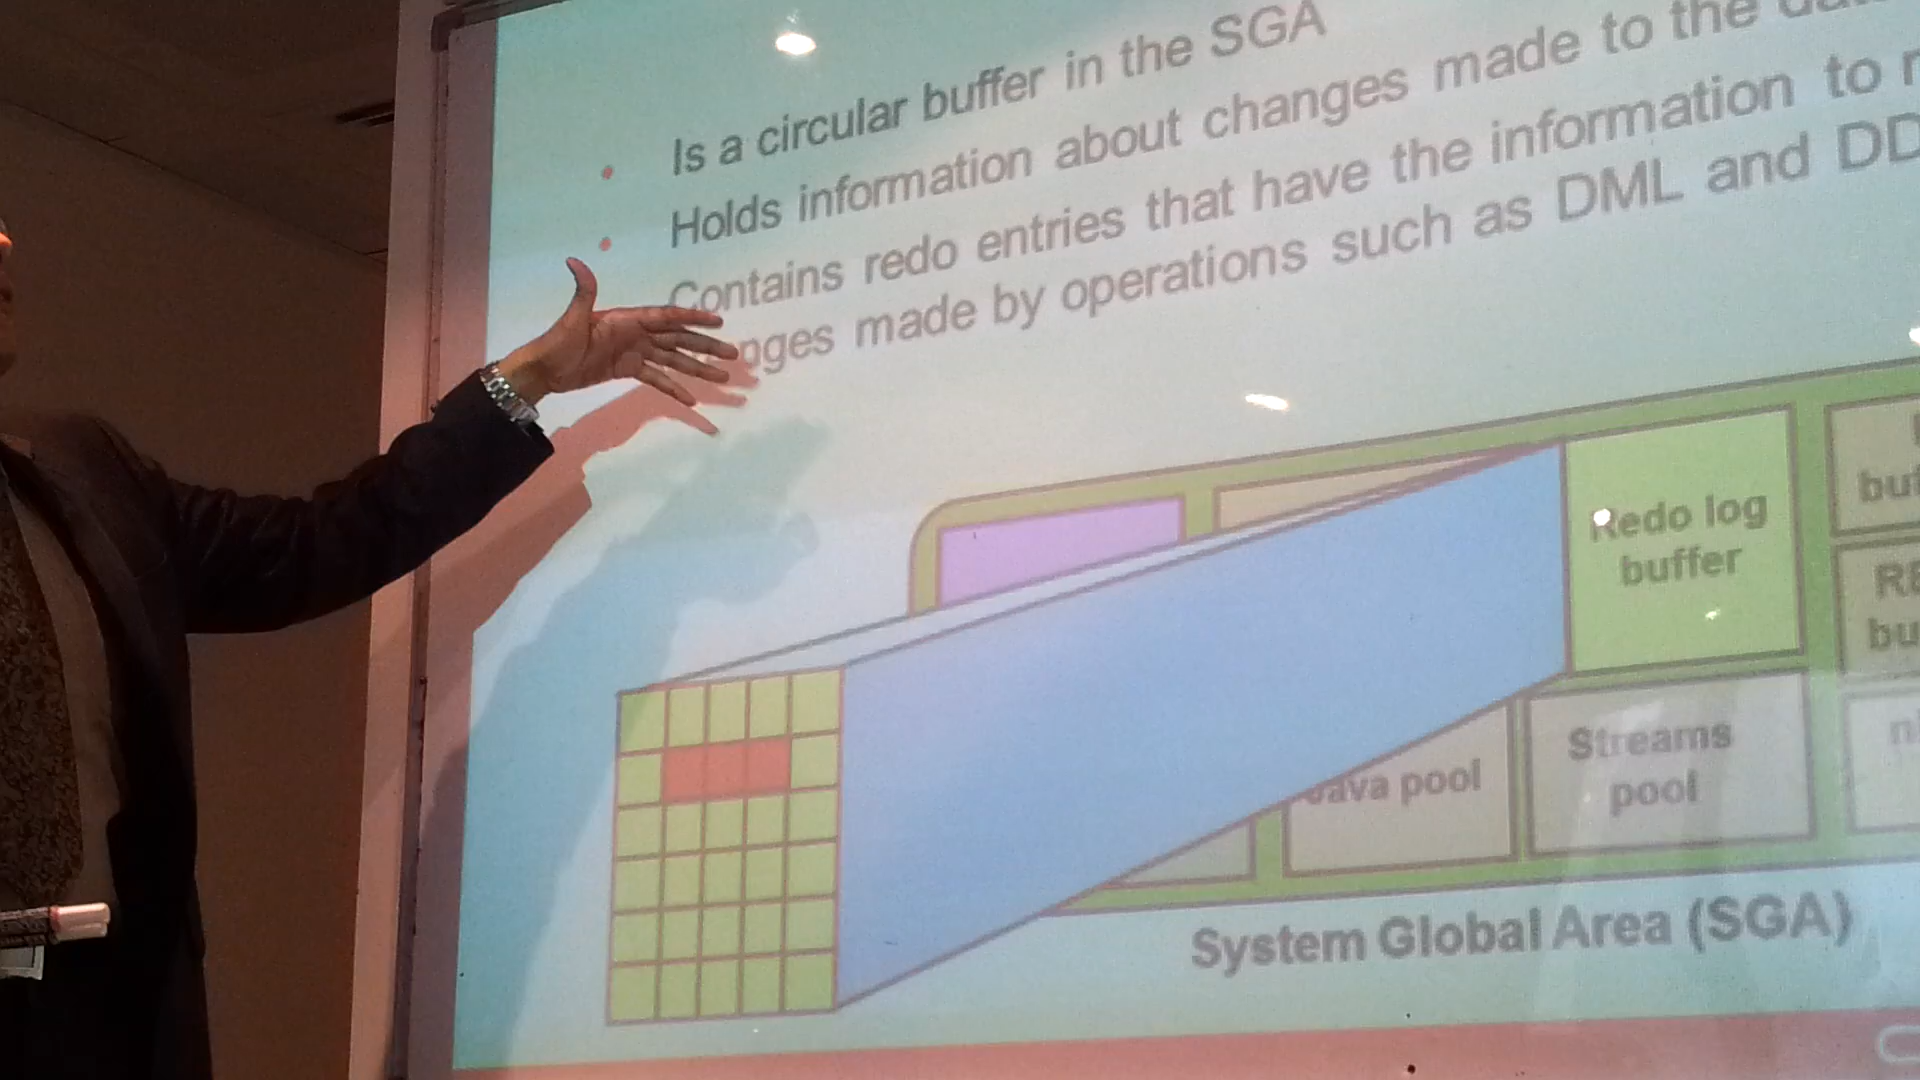 Is a circular buffer in the SGA
Holds information about changes made to the
Contains redo entries that have the information to
made by operations such as DML and
Redo log
buffer
pool
Streams
pool
System Global Area (SGA)